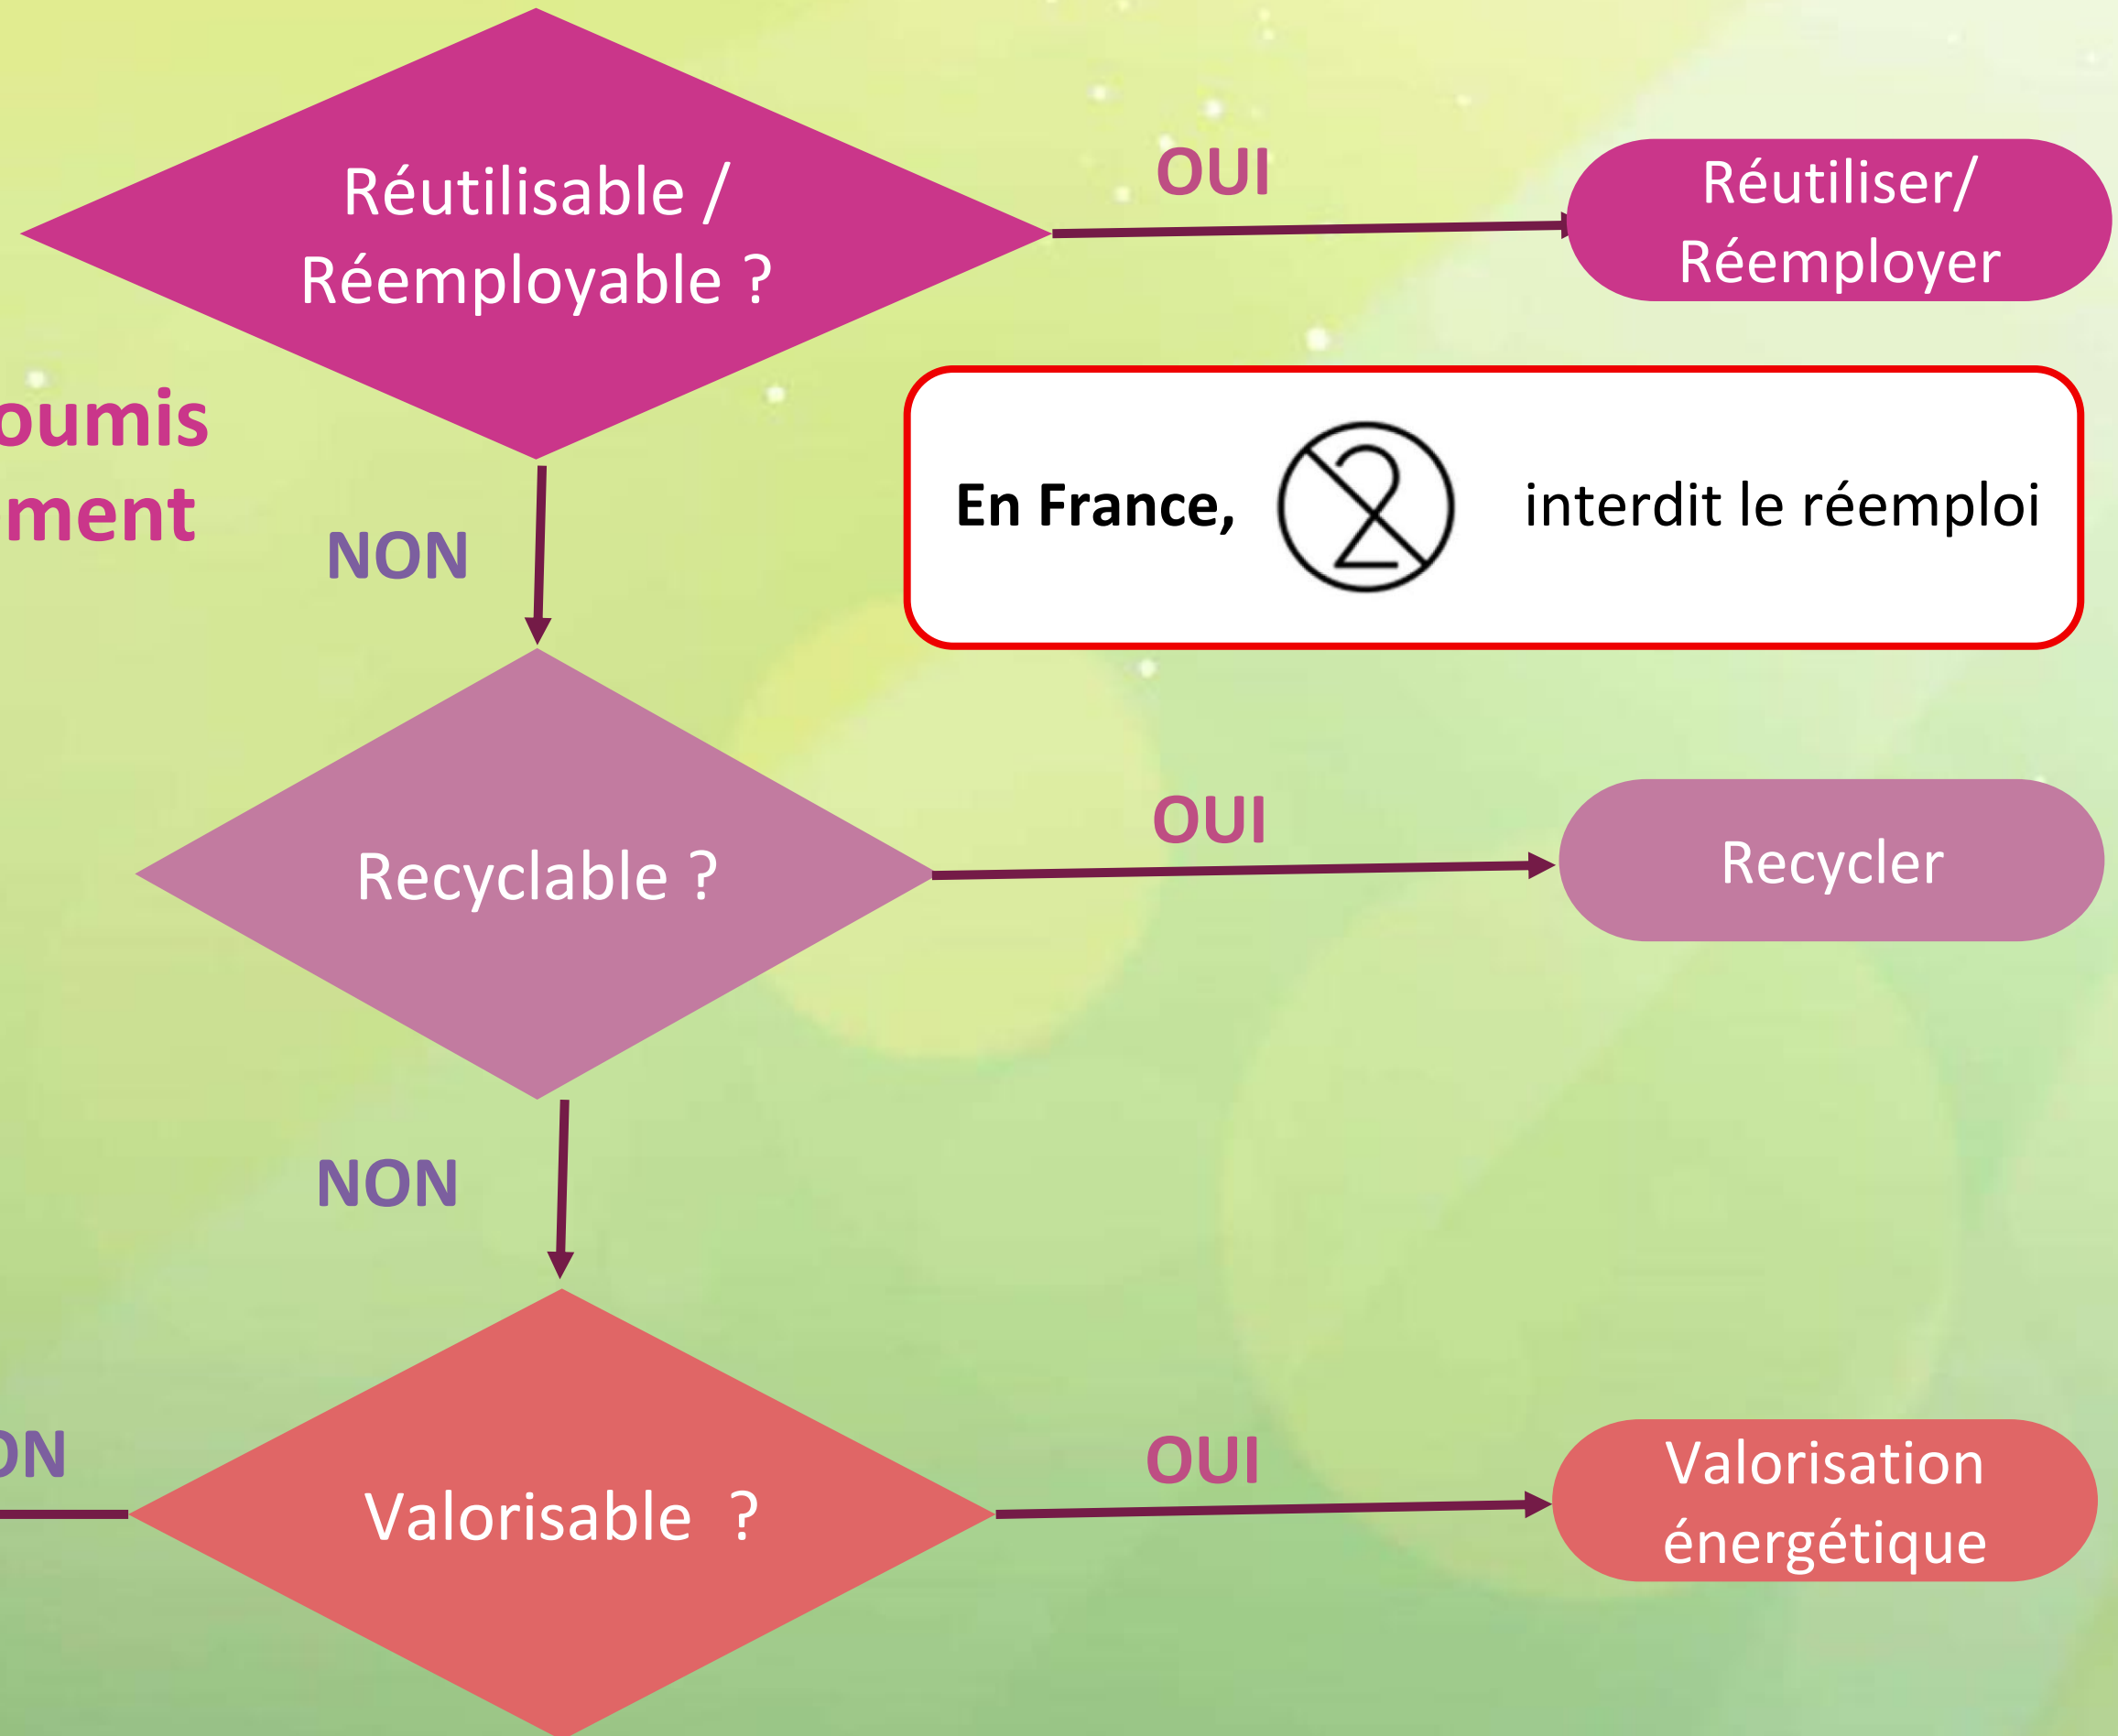 Réutilisable /
Réemployable ?
OUI
Réutiliser/
Réemployer
oumis
ment
NON
En France, 2 interdit le réemploi
Recyclable ?
OUI
Recycler
NON
ON
Valorisable ?
OUI
Valorisation
énergétique